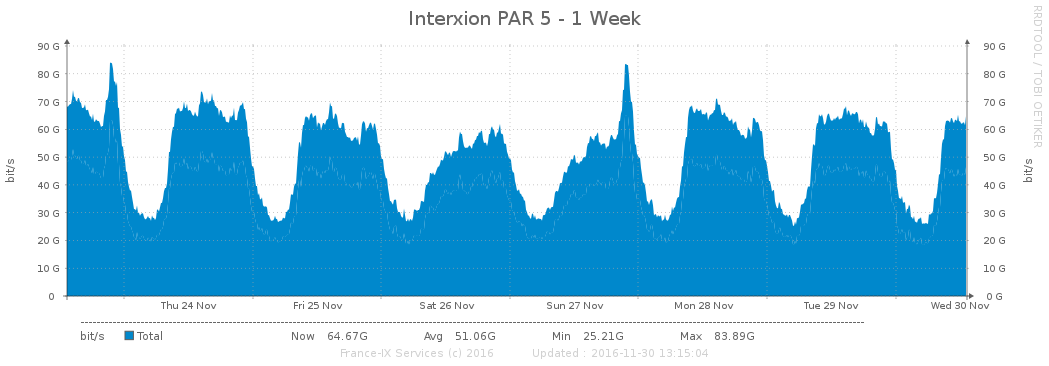 Interxion PAR 5 - 1 Week
RRDTOOL / TOBI OETIKER
90 G 90 G
80 G 80 G
70 G 70 G
60 G 60 G
50 G 50 G
bit/s bit/s
40 G 40 G
30 G 30 G
20 G 20 G
10 G 10 G
0 0 G
Thu 24 Nov Fri 25 Nov Sat 26 Nov Sun 27 Nov Mon 28 Nov Tue 29 Nov Wed 30 Nov
bit/s Total Now 64.67G Avg 51.06G Min 25.21G Max 83.89G
France-IX Services (c) 2016 Updated : 2016-11-30 13:15:04